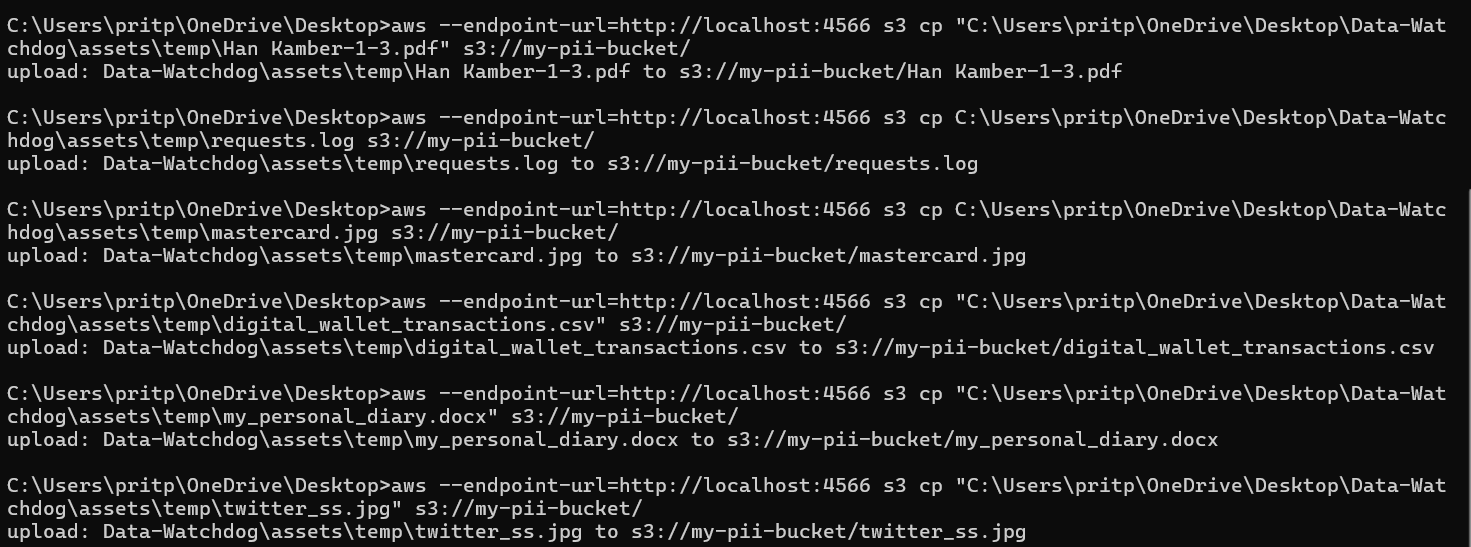 C:\Users\pritp\OneDrive\Desktop>aws --endpoint-url=http://localhost:4566 s3 cp "C:\Users\pritp\OneDrive\Desktop\Data-Wat
chdog\assets\temp\Han Kamber-1-3.pdf" s3://my-pii-bucket/
upload: Data-Watchdog\assets\temp\Han Kamber-1-3.pdf to s3://my-pii-bucket/Han Kamber-1-3.pdf
C:\Users\pritp\OneDrive\Desktop>aws --endpoint-url=http://localhost:4566 s3 cp C:\Users\pritp\OneDrive\Desktop\Data-Watc
hdog\assets\temp\requests.log s3://my-pii-bucket/
upload: Data-Watchdog\assets\temp\requests.log to s3://my-pii-bucket/requests.log
C:\Users\pritp\OneDrive\Desktop>aws --endpoint-url=http://localhost:4566 s3 cp C:\Users\pritp\OneDrive\Desktop\Data-Watc
hdog\assets\temp\mastercard.jpg s3://my-pii-bucket/
upload: Data-Watchdog\assets\temp\mastercard.jpg to s3://my-pii-bucket/mastercard.jpg
C:\Users\pritp\OneDrive\Desktop>aws --endpoint-url=http://localhost:4566 s3 cp "C:\Users\pritp\OneDrive\Desktop\Data-Wat
chdog\assets\temp\digital_wallet_transactions.csv" s3://my-pii-bucket/
upload: Data-Watchdog\assets\temp\digital_wallet_transactions.csv to s3://my-pii-bucket/digital_wallet_transactions.csv
C:\Users\pritp\OneDrive\Desktop>aws --endpoint-url=http://localhost:4566 s3 cp "C:\Users\pritp\OneDrive\Desktop\Data-Wat
chdog\assets\temp\my_personal_diary.docx" s3://my-pii-bucket/
upload: Data-Watchdog\assets\temp\my_personal_diary.docx to s3://my-pii-bucket/my_personal_diary.docx
C:\Users\pritp\OneDrive\Desktop>aws --endpoint-url=http://localhost:4566 s3 cp "C:\Users\pritp\OneDrive\Desktop\Data-Wat
chdog\assets\temp\twitter_ss.jpg" s3://my-pii-bucket/
upload: Data-Watchdog\assets\temp\twitter_ss.jpg to s3://my-pii-bucket/twitter_ss.jpg